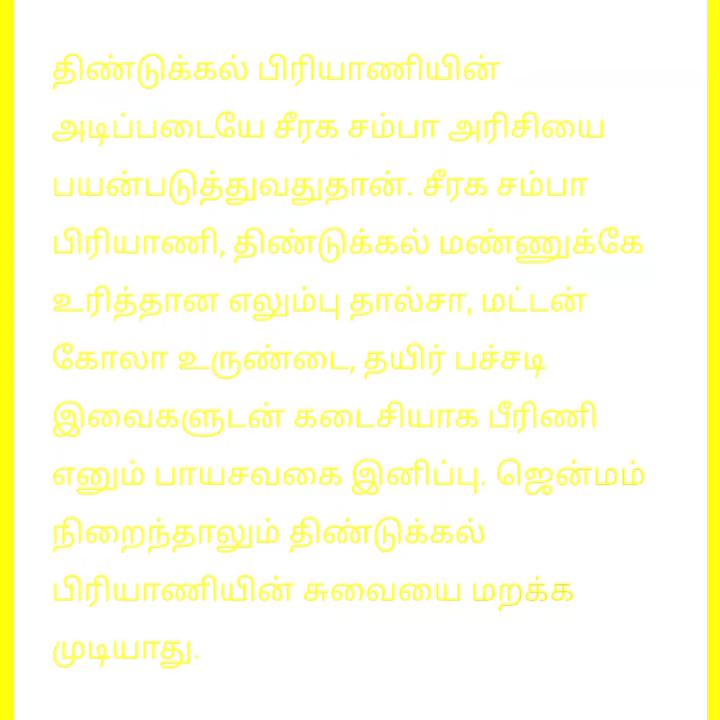 திண்டுக்கல் பிரியாணியின்
அடிப்படையே சீரக சம்பா அரிசியை
பயன்படுத்துவதுதான். சீரக சம்பா
பிரியாணி, திண்டுக்கல் மண்ணுக்கே
உரித்தான எலும்பு தால்சா, மட்டன்
கோலா உருண்டை, தயிர் பச்சடி
இவைகளுடன் கடைசியாக பீரிணி
எனும் பாயசவகை இனிப்பு. ஜென்மம்
நிறைந்தாலும் திண்டுக்கல்
பிரியாணியின் சுவையை மறக்க
முடியாது.